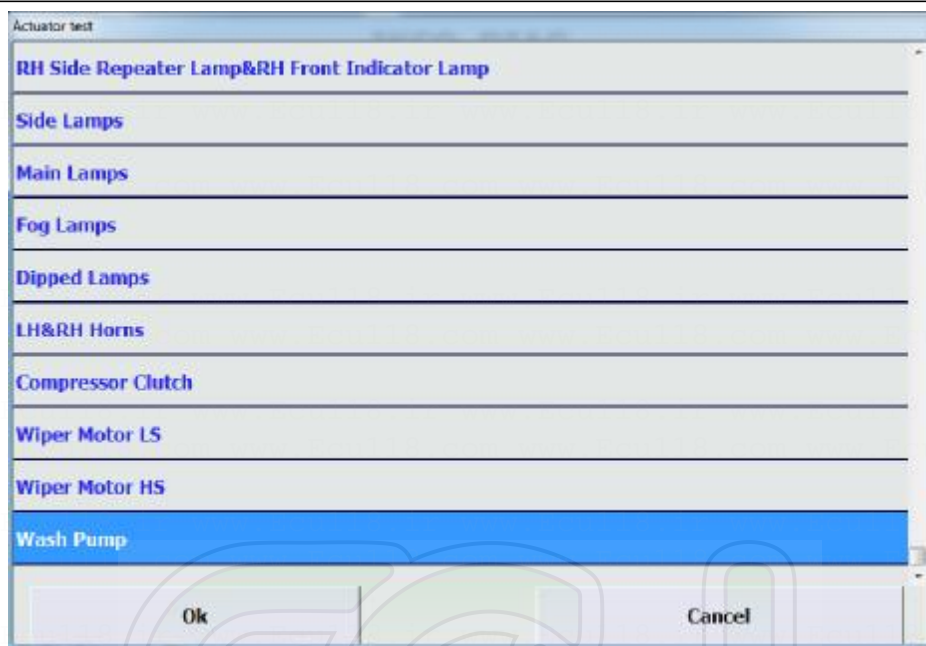 Actuator test
RH Side Repeater Lamp&RH Front Indicator Lamp
Side Lamps
Main Lamps
Fog Lamps
Dipped Lamps
LH&RH Horns
Compressor Clutch
Wiper Motor LS
Wiper Motor HS
Wash Pump
Ok
Cancel